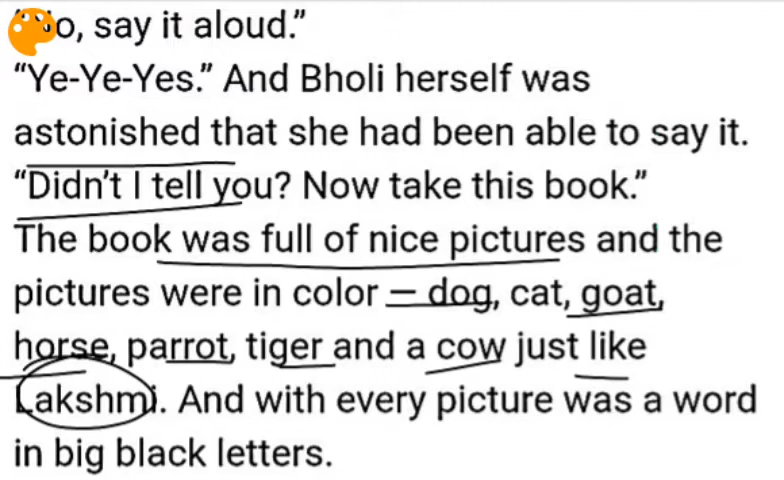 o, say it aloud.”
“Ye-Ye-Yes.” And Bholi herself was
astonished that she had been able to say it.
“Didn’t I tell you? Now take this book.”
The book was full of nice pictures and the
pictures were in color – dog, cat, goat,
horse, parrot, tiger and a cow just like
Lakshmi. And with every picture was a word
in big black letters.